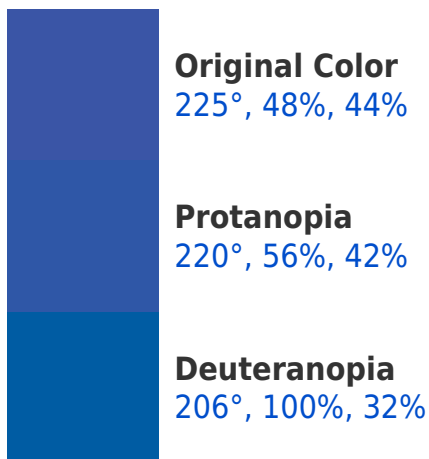 Original Color
225°, 48%, 44%
Protanopia
220°, 56%, 42%
Deuteranopia
206°, 100%, 32%